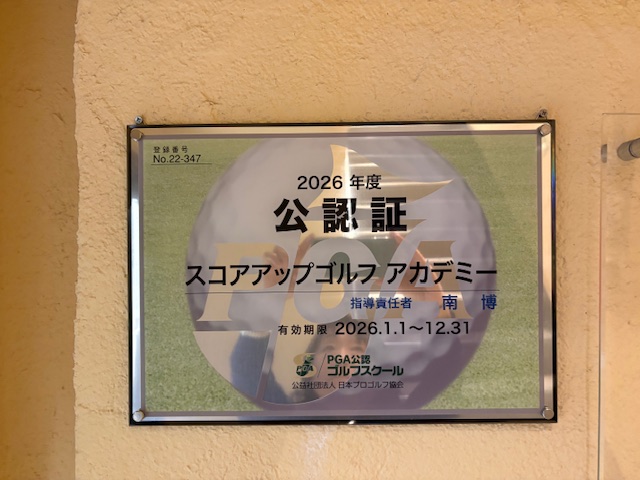 登録番号
No.22-347
2026 年度
公認証
PGA
スコアアップゴルフ アカデミー
指導責任者 南 博
有効期限 2026.1.1〜12.31
PGA公認
ゴルフスクール
PGA
公益社団法人 日本プロゴルフ協会